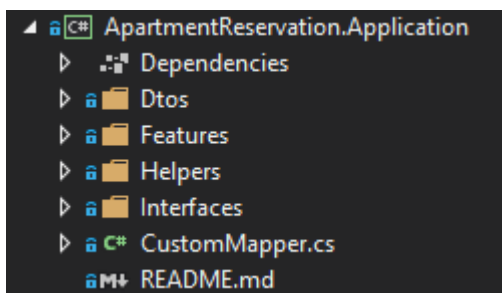 C# ApartmentReservation.Application
Dependencies
Dtos
Features
Helpers
Interfaces
C# CustomMapper.cs
M↓ README.md